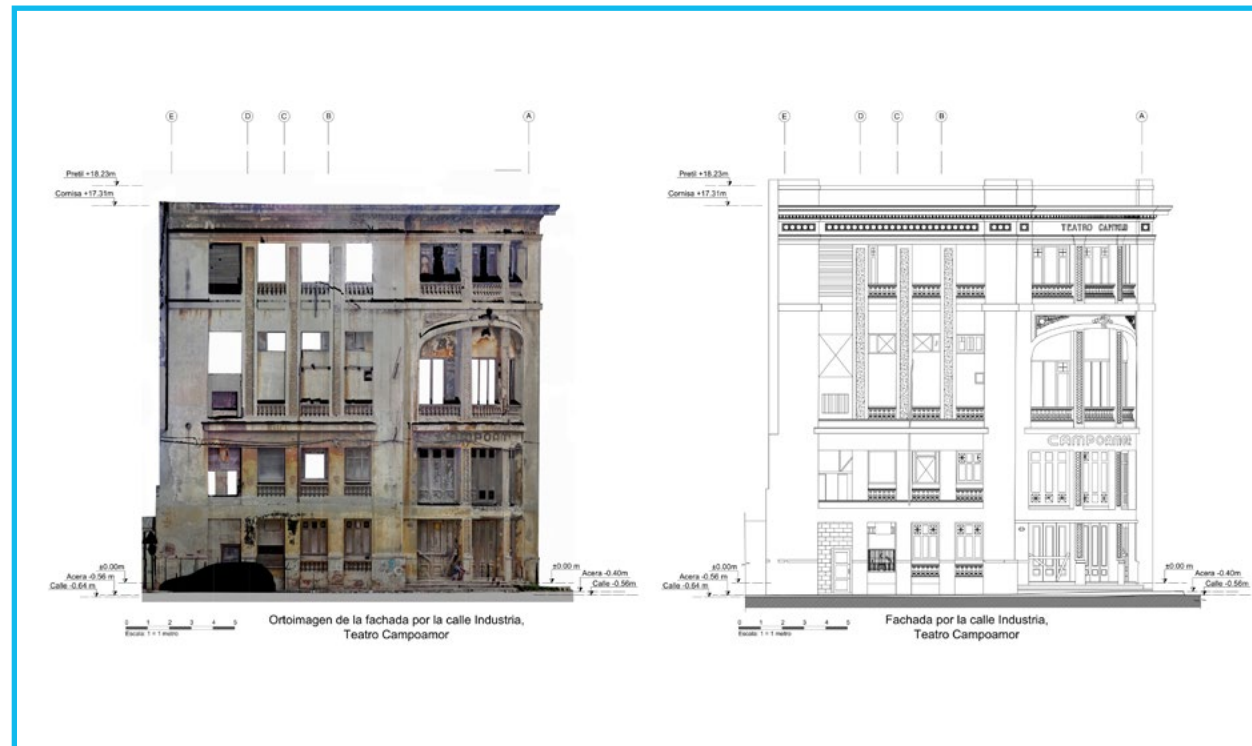 E D C B A
Pretil +18.23m
Cornisa +17.31m
CAMPOAM
±0.00m
Acera -0.56 m
Calle -0.64 m
±0.00 m
Acera -0.40m
Calle -0.56m
0 1 2 3 4 5
Escala: 1 = 1 metro
Ortoimagen de la fachada por la calle Industria,
Teatro Campoamor
E D C B A
Pretil +18.23m
Cornisa +17.31m
TEATRO CAPITOLIO
CAMPOAMOR
±0.00m
Acera -0.56 m
Calle -0.64 m
±0.00 m
Acera -0.40m
Calle -0.56m
0 1 2 3 4 5
Escala: 1 = 1 metro
Fachada por la calle Industria,
Teatro Campoamor